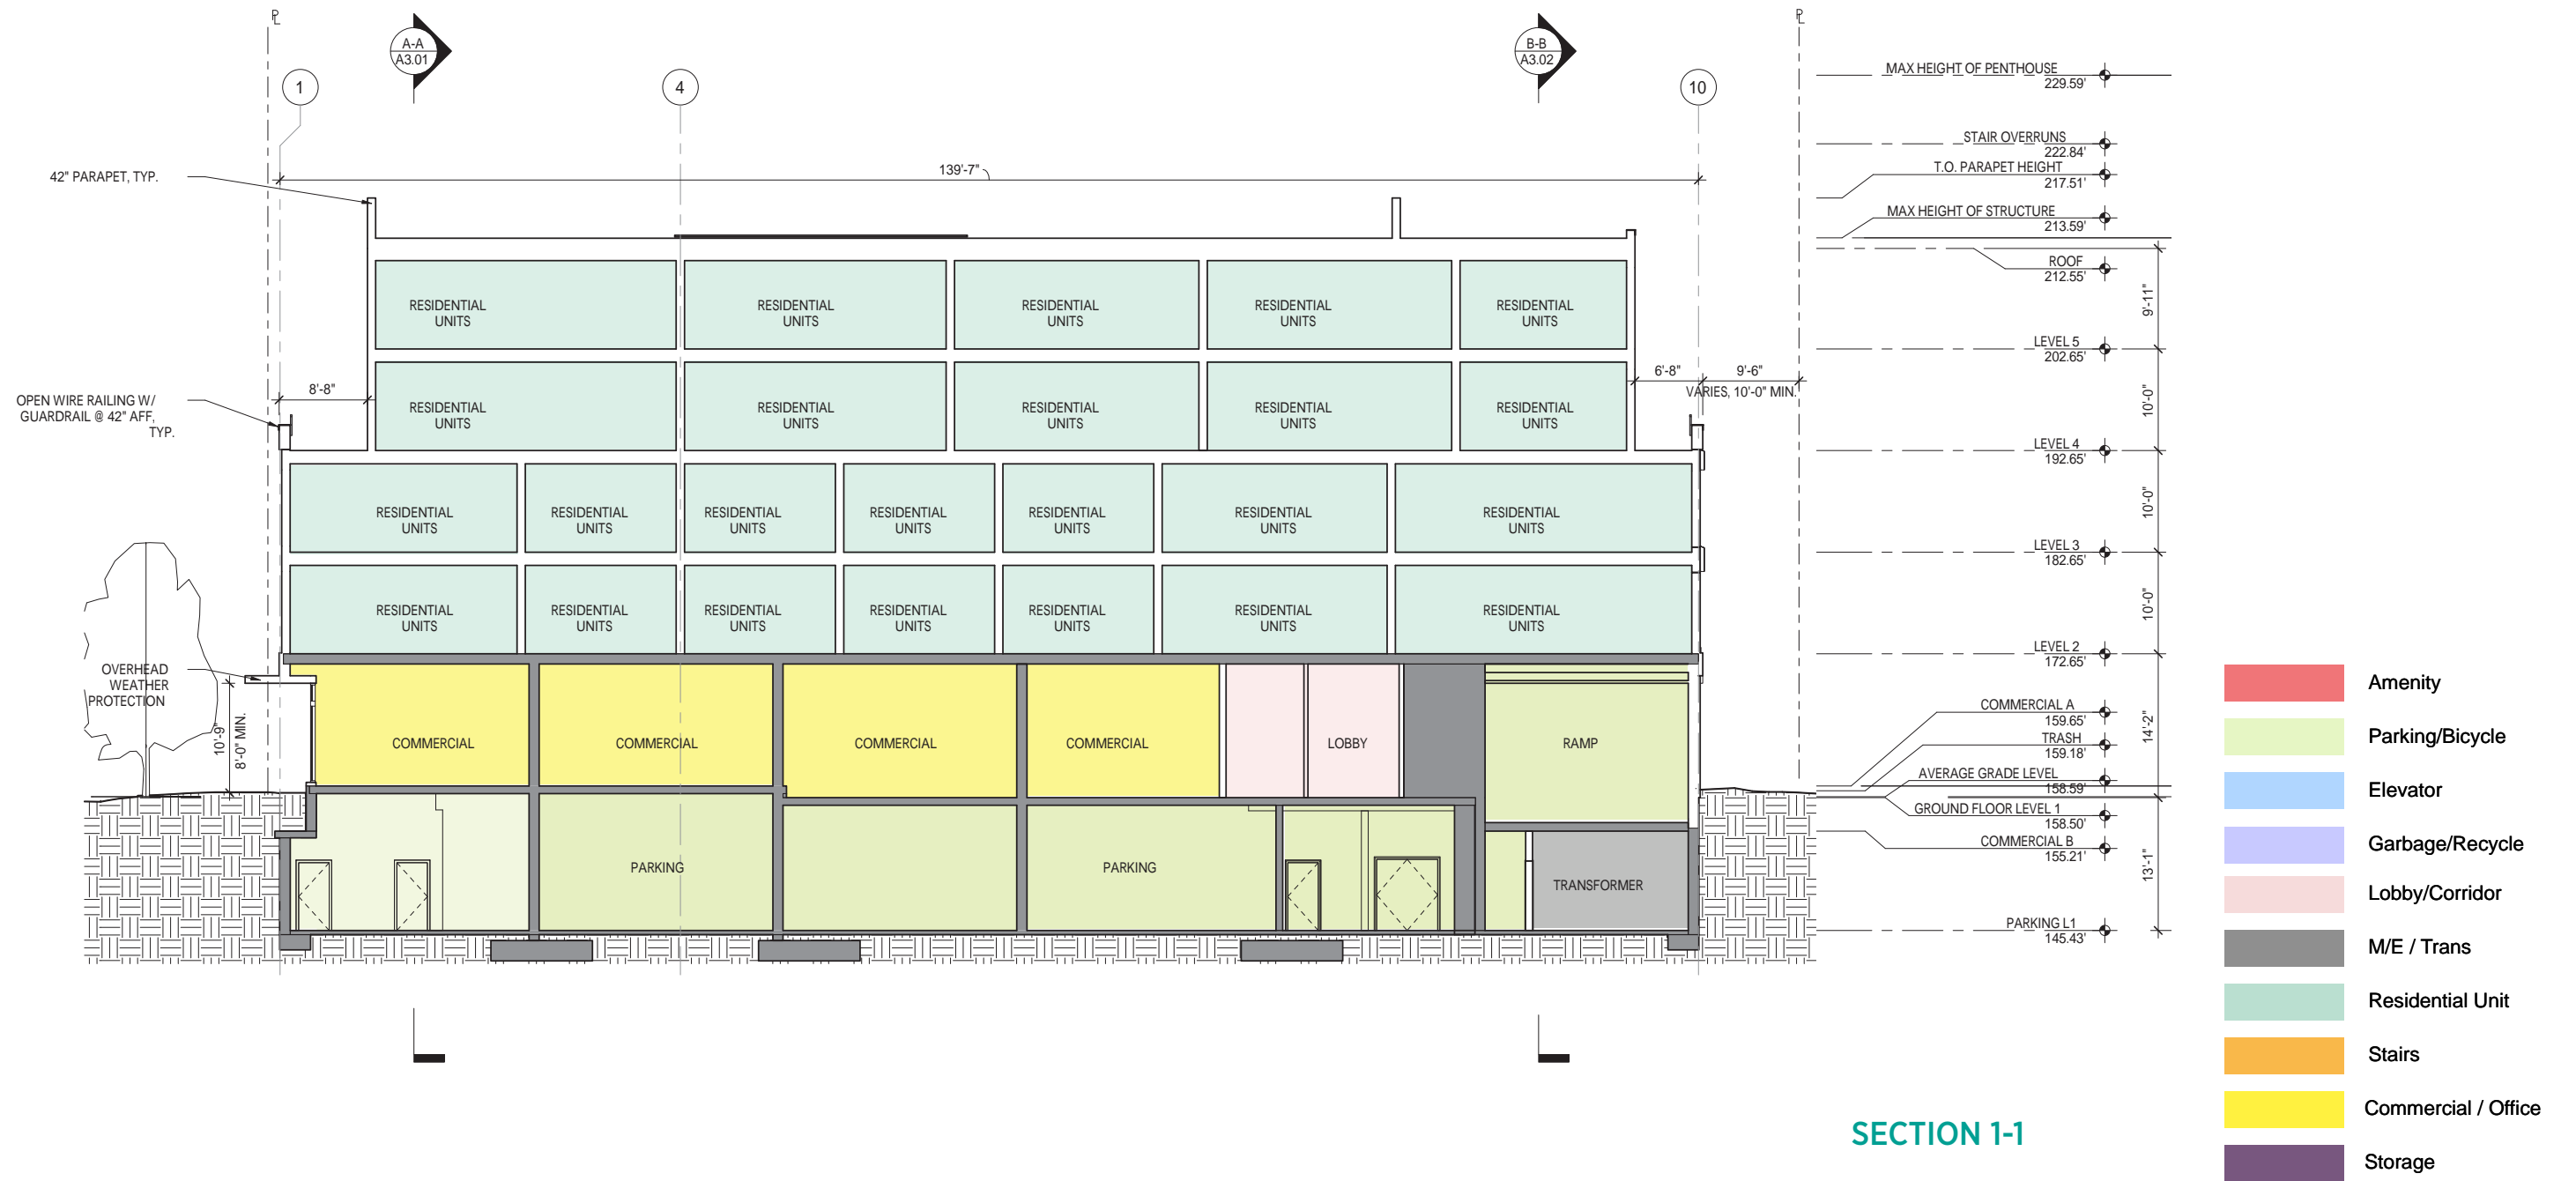 PL
PL
A-A
A3.01
B-B
A3.02
1
4
10
139'-7"
42" PARAPET, TYP.
MAX HEIGHT OF PENTHOUSE
229.59'
STAIR OVERRUNS
222.84'
T.O. PARAPET HEIGHT
217.51'
MAX HEIGHT OF STRUCTURE
213.59'
ROOF
212.55'
9'-11"
RESIDENTIAL
UNITS
RESIDENTIAL
UNITS
RESIDENTIAL
UNITS
RESIDENTIAL
UNITS
RESIDENTIAL
UNITS
LEVEL 5
202.65'
8'-8"
6'-8"
9'-6"
VARIES, 10'-0" MIN.
10'-0"
OPEN WIRE RAILING W/
GUARDRAIL @ 42" AFF,
TYP.
RESIDENTIAL
UNITS
RESIDENTIAL
UNITS
RESIDENTIAL
UNITS
RESIDENTIAL
UNITS
RESIDENTIAL
UNITS
LEVEL 4
192.65'
10'-0"
RESIDENTIAL
UNITS
RESIDENTIAL
UNITS
RESIDENTIAL
UNITS
RESIDENTIAL
UNITS
RESIDENTIAL
UNITS
RESIDENTIAL
UNITS
RESIDENTIAL
UNITS
LEVEL 3
182.65'
10'-0"
RESIDENTIAL
UNITS
RESIDENTIAL
UNITS
RESIDENTIAL
UNITS
RESIDENTIAL
UNITS
RESIDENTIAL
UNITS
RESIDENTIAL
UNITS
RESIDENTIAL
UNITS
LEVEL 2
172.65'
OVERHEAD
WEATHER
PROTECTION
10'-9"
8'-0" MIN.
COMMERCIAL
COMMERCIAL
COMMERCIAL
COMMERCIAL
LOBBY
RAMP
COMMERCIAL A
159.65'
TRASH
159.18'
14'-2"
AVERAGE GRADE LEVEL
158.59'
GROUND FLOOR LEVEL 1
158.50'
COMMERCIAL B
155.21'
13'-1"
PARKING
PARKING
TRANSFORMER
PARKING L1
145.43'
Amenity
Parking/Bicycle
Elevator
Garbage/Recycle
Lobby/Corridor
M/E / Trans
Residential Unit
Stairs
Commercial / Office
Storage
SECTION 1-1